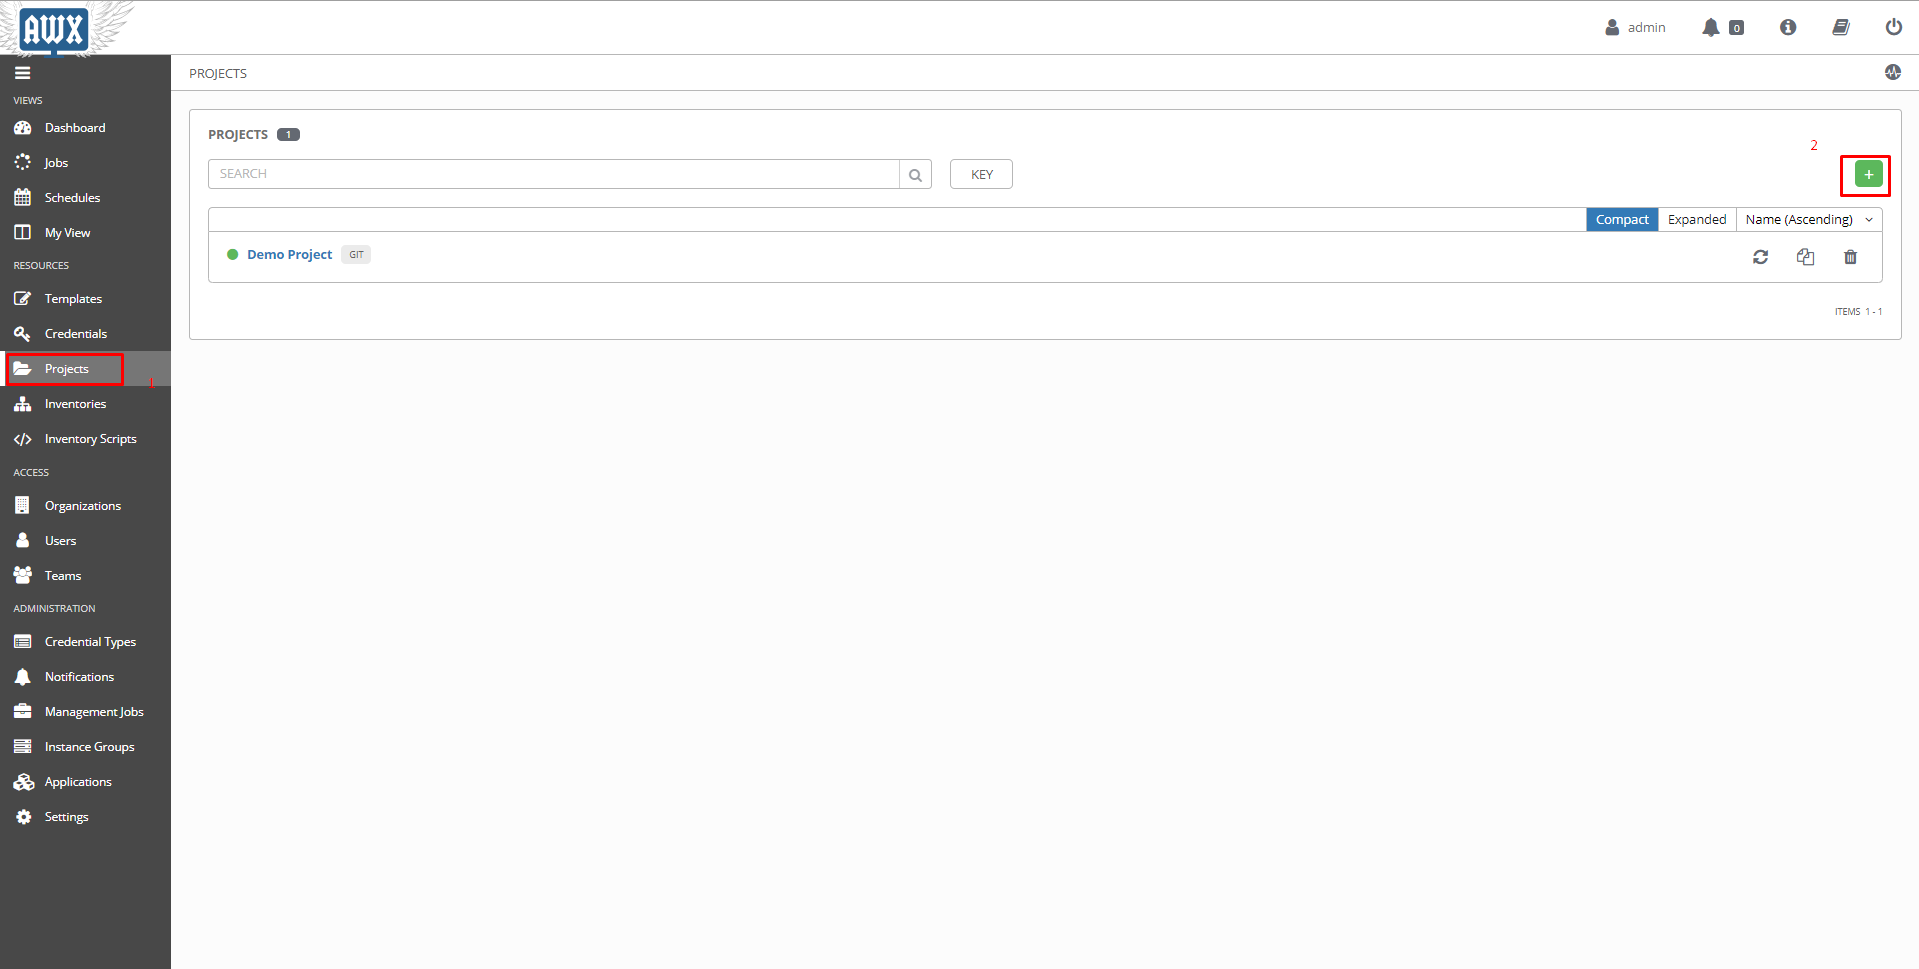 AWX
admin
0
PROJECTS
VIEWS
Dashboard
Jobs
Schedules
My View
RESOURCES
Templates
Credentials
Projects
1
Inventories
Inventory Scripts
ACCESS
Organizations
Users
Teams
ADMINISTRATION
Credential Types
Notifications
Management Jobs
Instance Groups
Applications
Settings
PROJECTS 1
2
SEARCH
KEY
+
Compact Expanded Name (Ascending)
Demo Project GIT
ITEMS 1 - 1